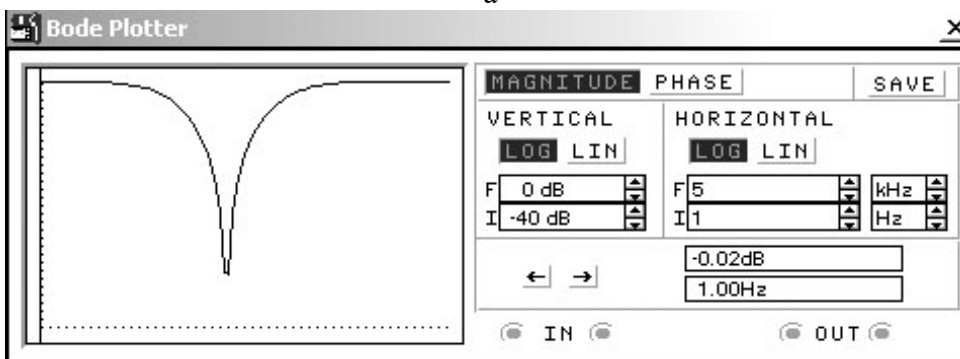 a
Bode Plotter
MAGNITUDE PHASE SAVE
VERTICAL HORIZONTAL
LOG LIN LOG LIN
F 0 dB F 5 kHz
I -40 dB I 1 Hz
-0.02dB
← → 1.00Hz
IN OUT